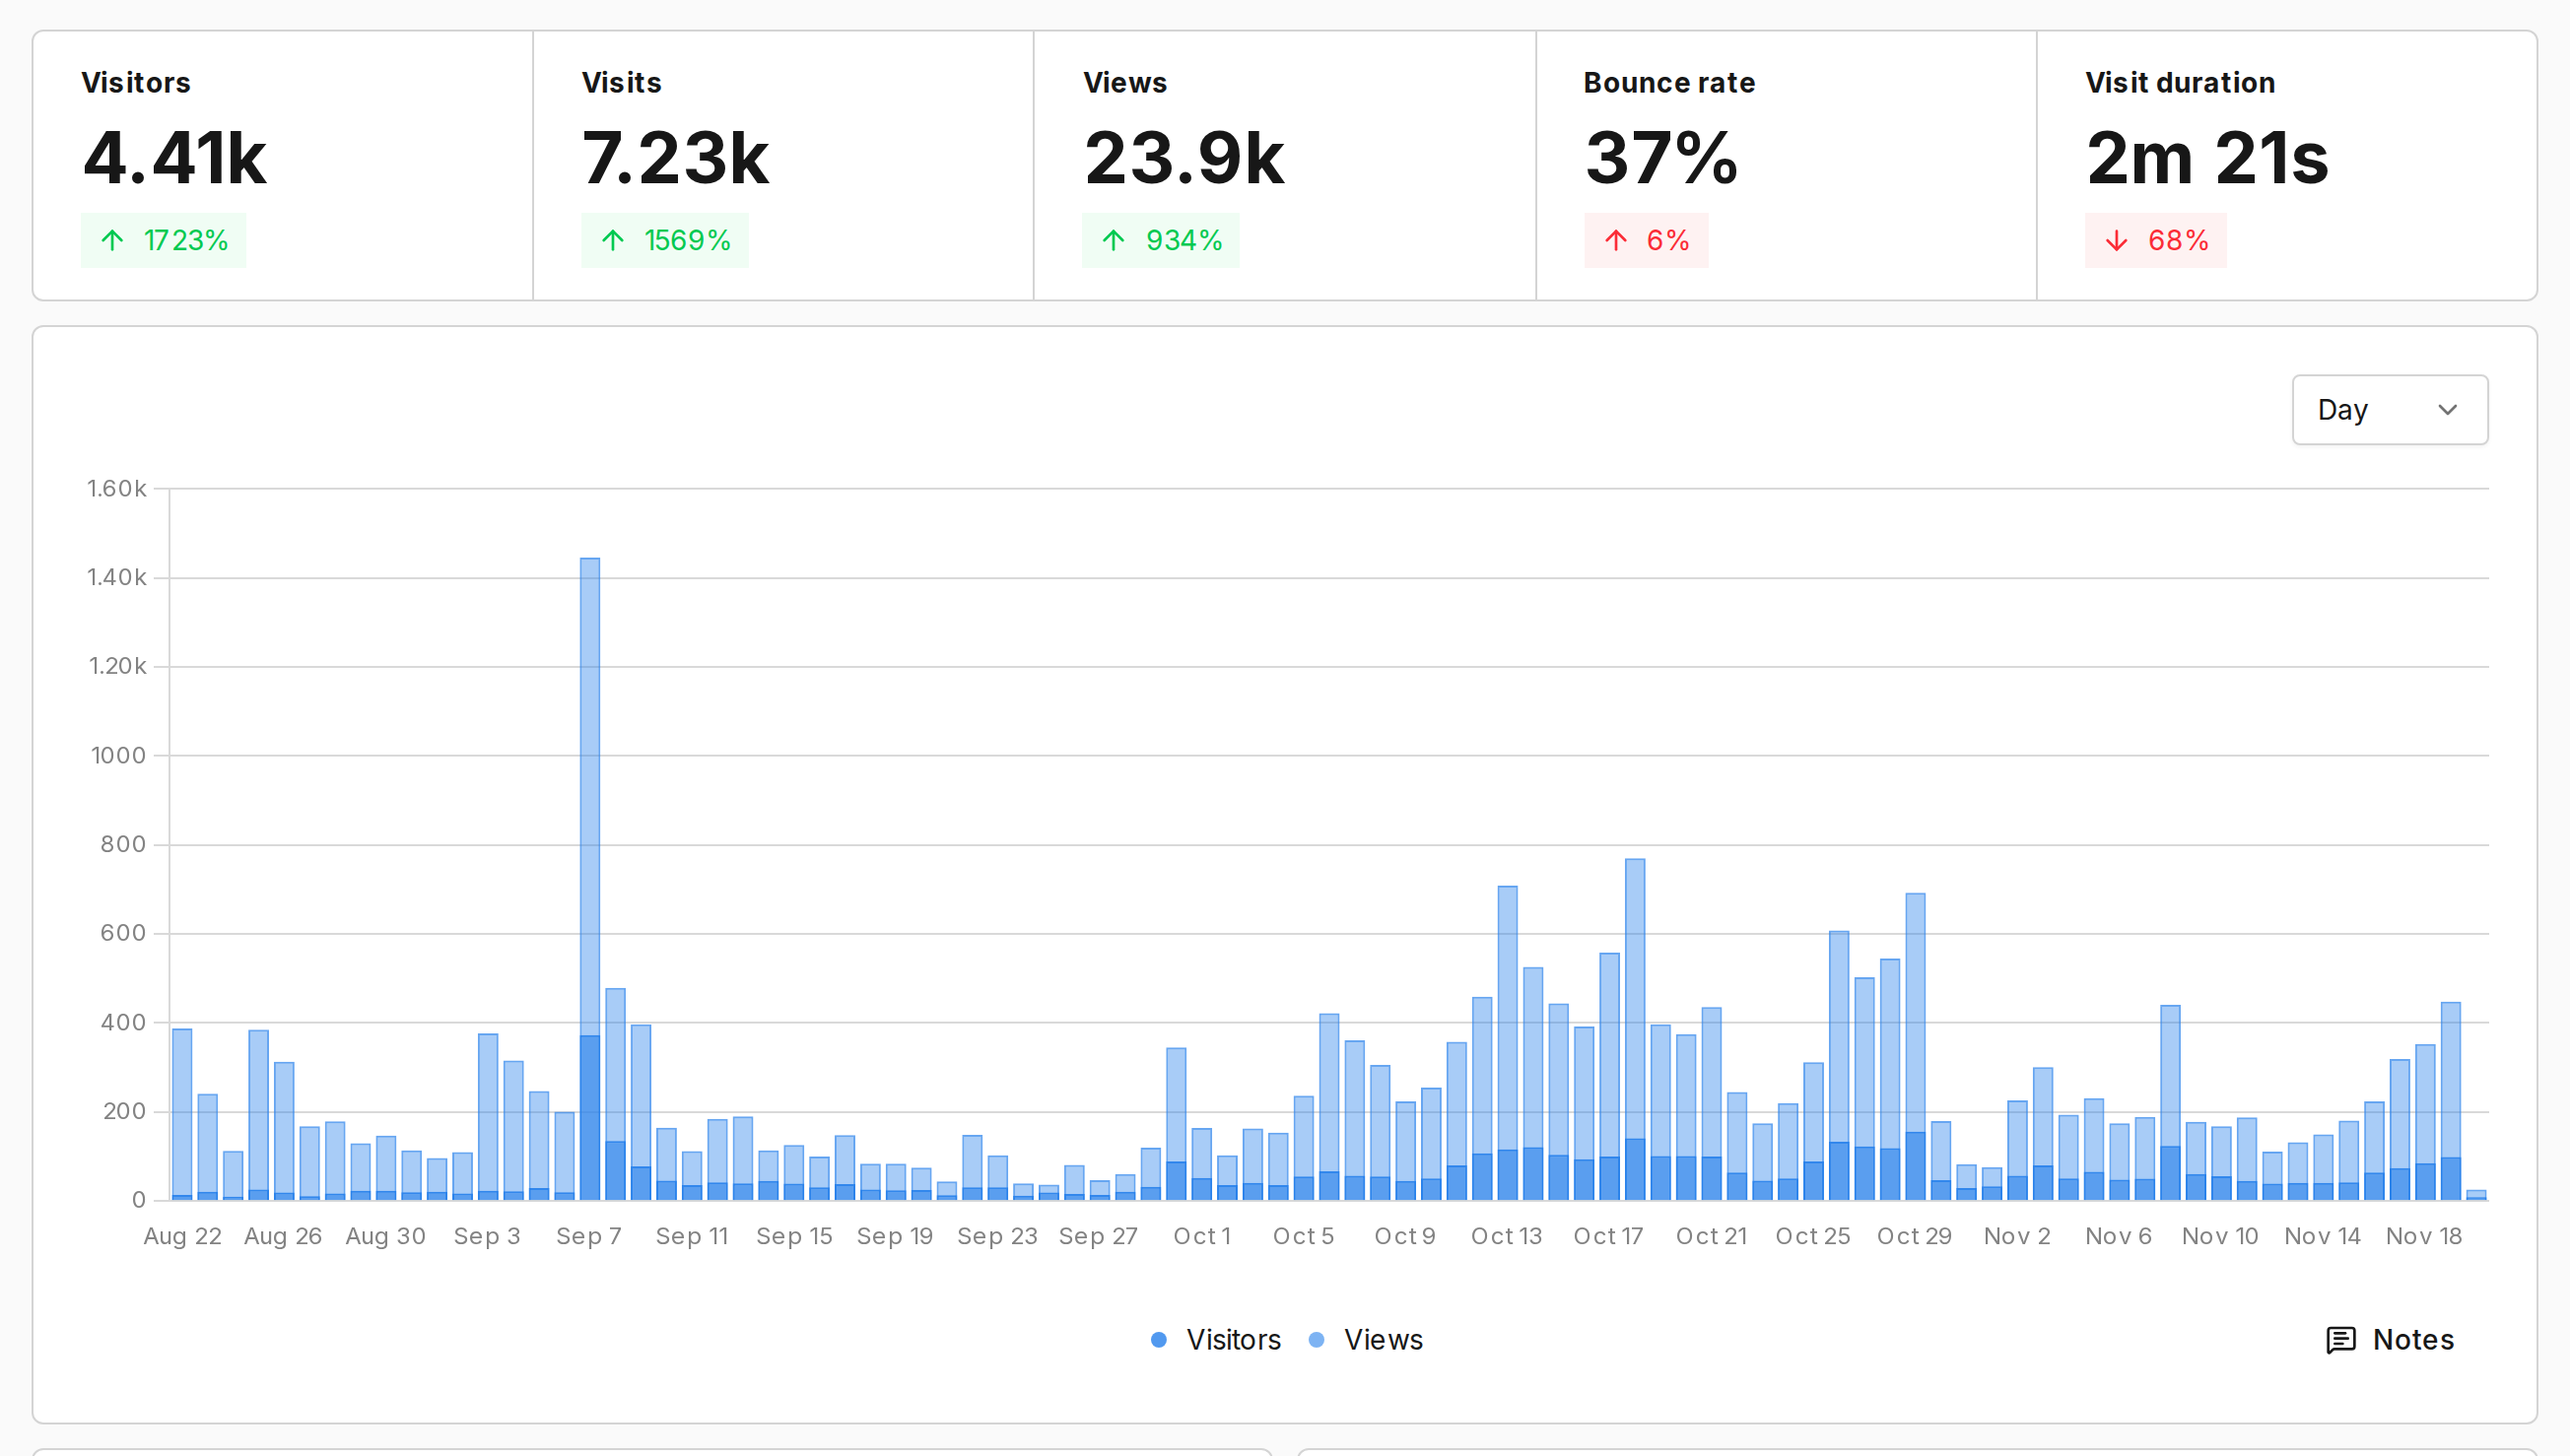 Visitors
4.41k
↑ 1723%
Visits
7.23k
↑ 1569%
Views
23.9k
↑ 934%
Bounce rate
37%
↑ 6%
Visit duration
2m 21s
↓ 68%
Day
1.60k
1.40k
1.20k
1000
800
600
400
200
0
Aug 22 Aug 26 Aug 30 Sep 3 Sep 7 Sep 11 Sep 15 Sep 19 Sep 23 Sep 27 Oct 1 Oct 5 Oct 9 Oct 13 Oct 17 Oct 21 Oct 25 Oct 29 Nov 2 Nov 6 Nov 10 Nov 14 Nov 18
Visitors Views
Notes